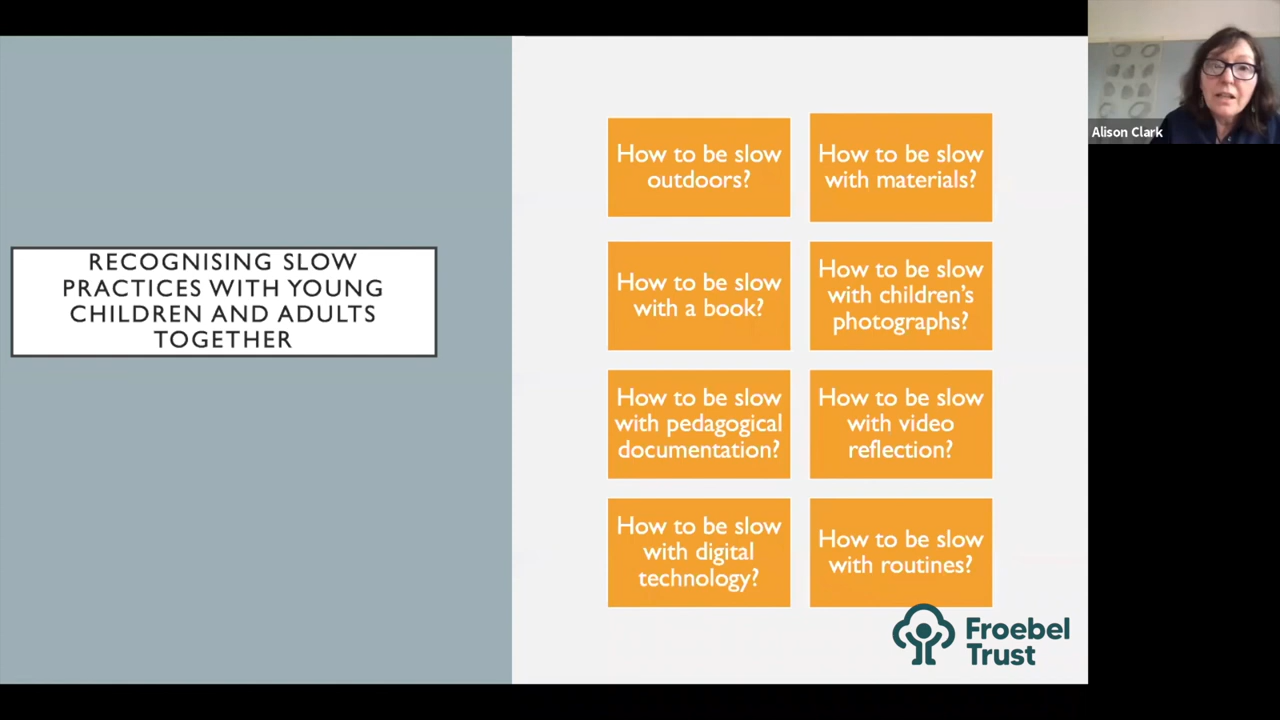 RECOGNISING SLOW
PRACTICES WITH YOUNG
CHILDREN AND ADULTS
TOGETHER
How to be slow
outdoors?
How to be slow
with materials?
How to be slow
with a book?
How to be slow
with children’s
photographs?
How to be slow
with pedagogical
documentation?
How to be slow
with video
reflection?
How to be slow
with digital
technology?
How to be slow
with routines?
Froebel
Trust
Alison Clark